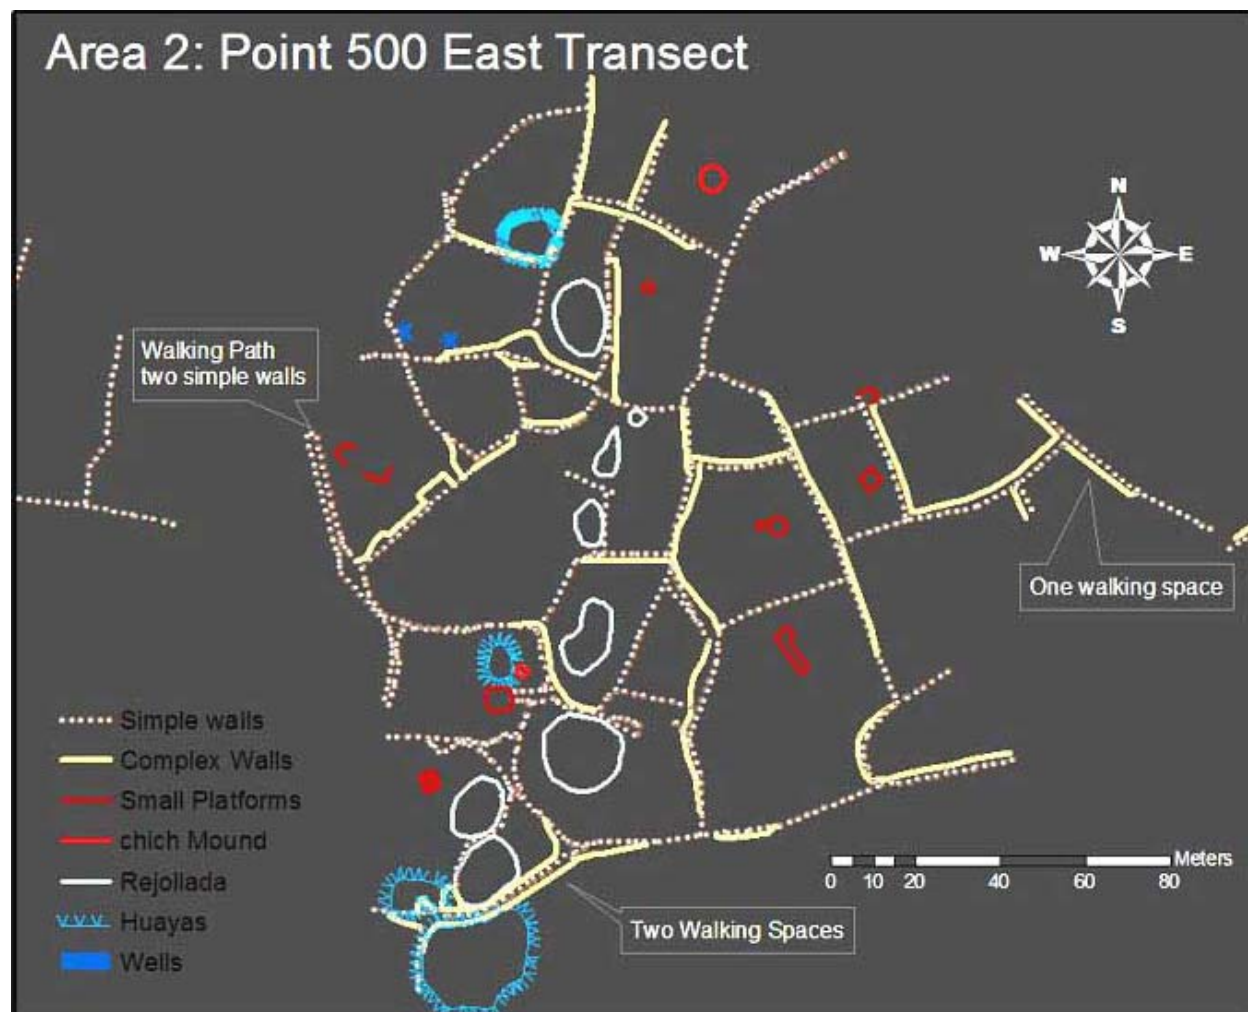 Area 2: Point 500 East Transect
N
W E
S
Walking Path
two simple walls
One walking space
Simple walls
Complex Walls
Small Platforms
chich Mound
Rejollada
Huayas
Wells
Meters
0 10 20 40 60 80
Two Walking Spaces